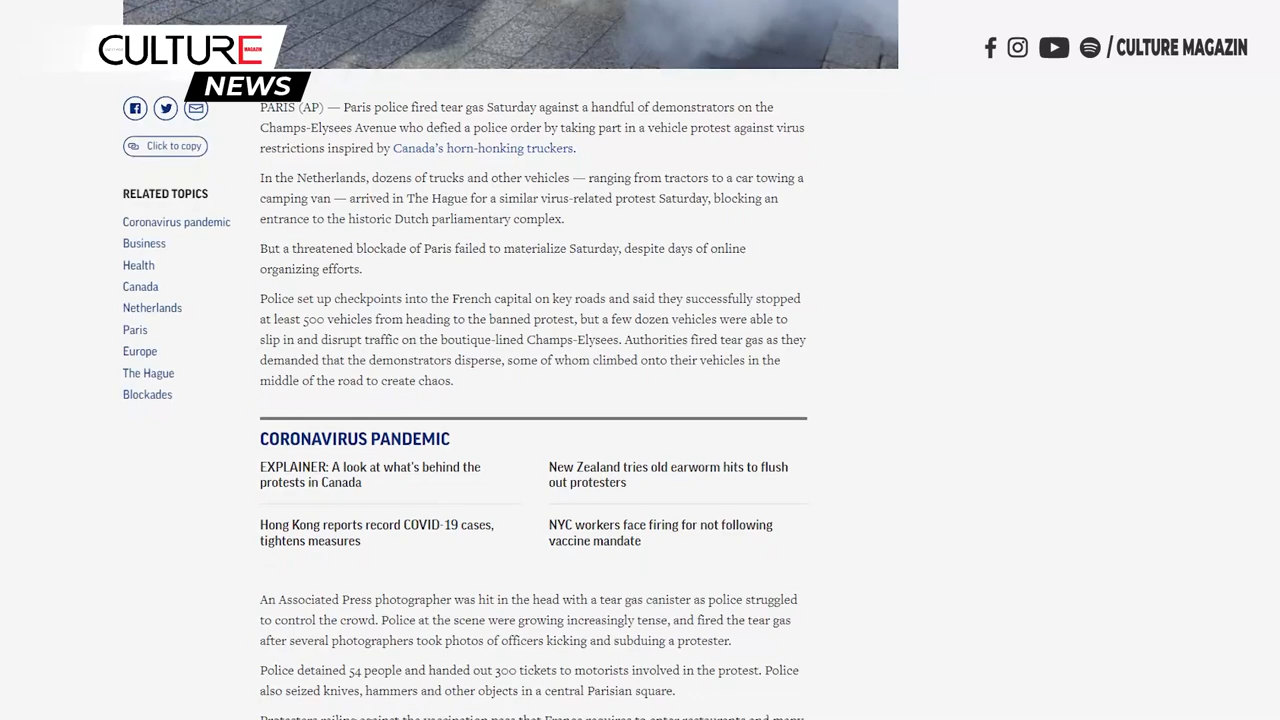 CULTURE
MAGAZIN
NEWS
/ CULTURE MAGAZIN
Click to copy
RELATED TOPICS
Coronavirus pandemic
Business
Health
Canada
Netherlands
Paris
Europe
The Hague
Blockades
PARIS (AP) — Paris police fired tear gas Saturday against a handful of demonstrators on the
Champs-Elysees Avenue who defied a police order by taking part in a vehicle protest against virus
restrictions inspired by Canada’s horn-honking truckers.
In the Netherlands, dozens of trucks and other vehicles — ranging from tractors to a car towing a
camping van — arrived in The Hague for a similar virus-related protest Saturday, blocking an
entrance to the historic Dutch parliamentary complex.
But a threatened blockade of Paris failed to materialize Saturday, despite days of online
organizing efforts.
Police set up checkpoints into the French capital on key roads and said they successfully stopped
at least 500 vehicles from heading to the banned protest, but a few dozen vehicles were able to
slip in and disrupt traffic on the boutique-lined Champs-Elysees. Authorities fired tear gas as they
demanded that the demonstrators disperse, some of whom climbed onto their vehicles in the
middle of the road to create chaos.
CORONAVIRUS PANDEMIC
EXPLAINER: A look at what's behind the
protests in Canada
New Zealand tries old earworm hits to flush
out protesters
Hong Kong reports record COVID-19 cases,
tightens measures
NYC workers face firing for not following
vaccine mandate
An Associated Press photographer was hit in the head with a tear gas canister as police struggled
to control the crowd. Police at the scene were growing increasingly tense, and fired the tear gas
after several photographers took photos of officers kicking and subduing a protester.
Police detained 54 people and handed out 300 tickets to motorists involved in the protest. Police
also seized knives, hammers and other objects in a central Parisian square.
Protesters railing against the vaccination pass that France requires to enter restaurants and many